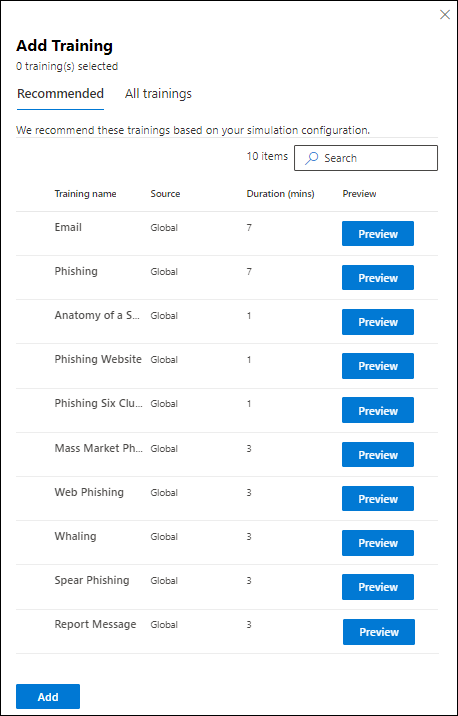 Add Training
0 training(s) selected
Recommended All trainings
We recommend these trainings based on your simulation configuration.
10 items Search
Training name Source Duration (mins) Preview
Email Global 7 Preview
Phishing Global 7 Preview
Anatomy of a S... Global 1 Preview
Phishing Website Global 1 Preview
Phishing Six Clu... Global 1 Preview
Mass Market Ph... Global 3 Preview
Web Phishing Global 3 Preview
Whaling Global 3 Preview
Spear Phishing Global 3 Preview
Report Message Global 3 Preview
Add